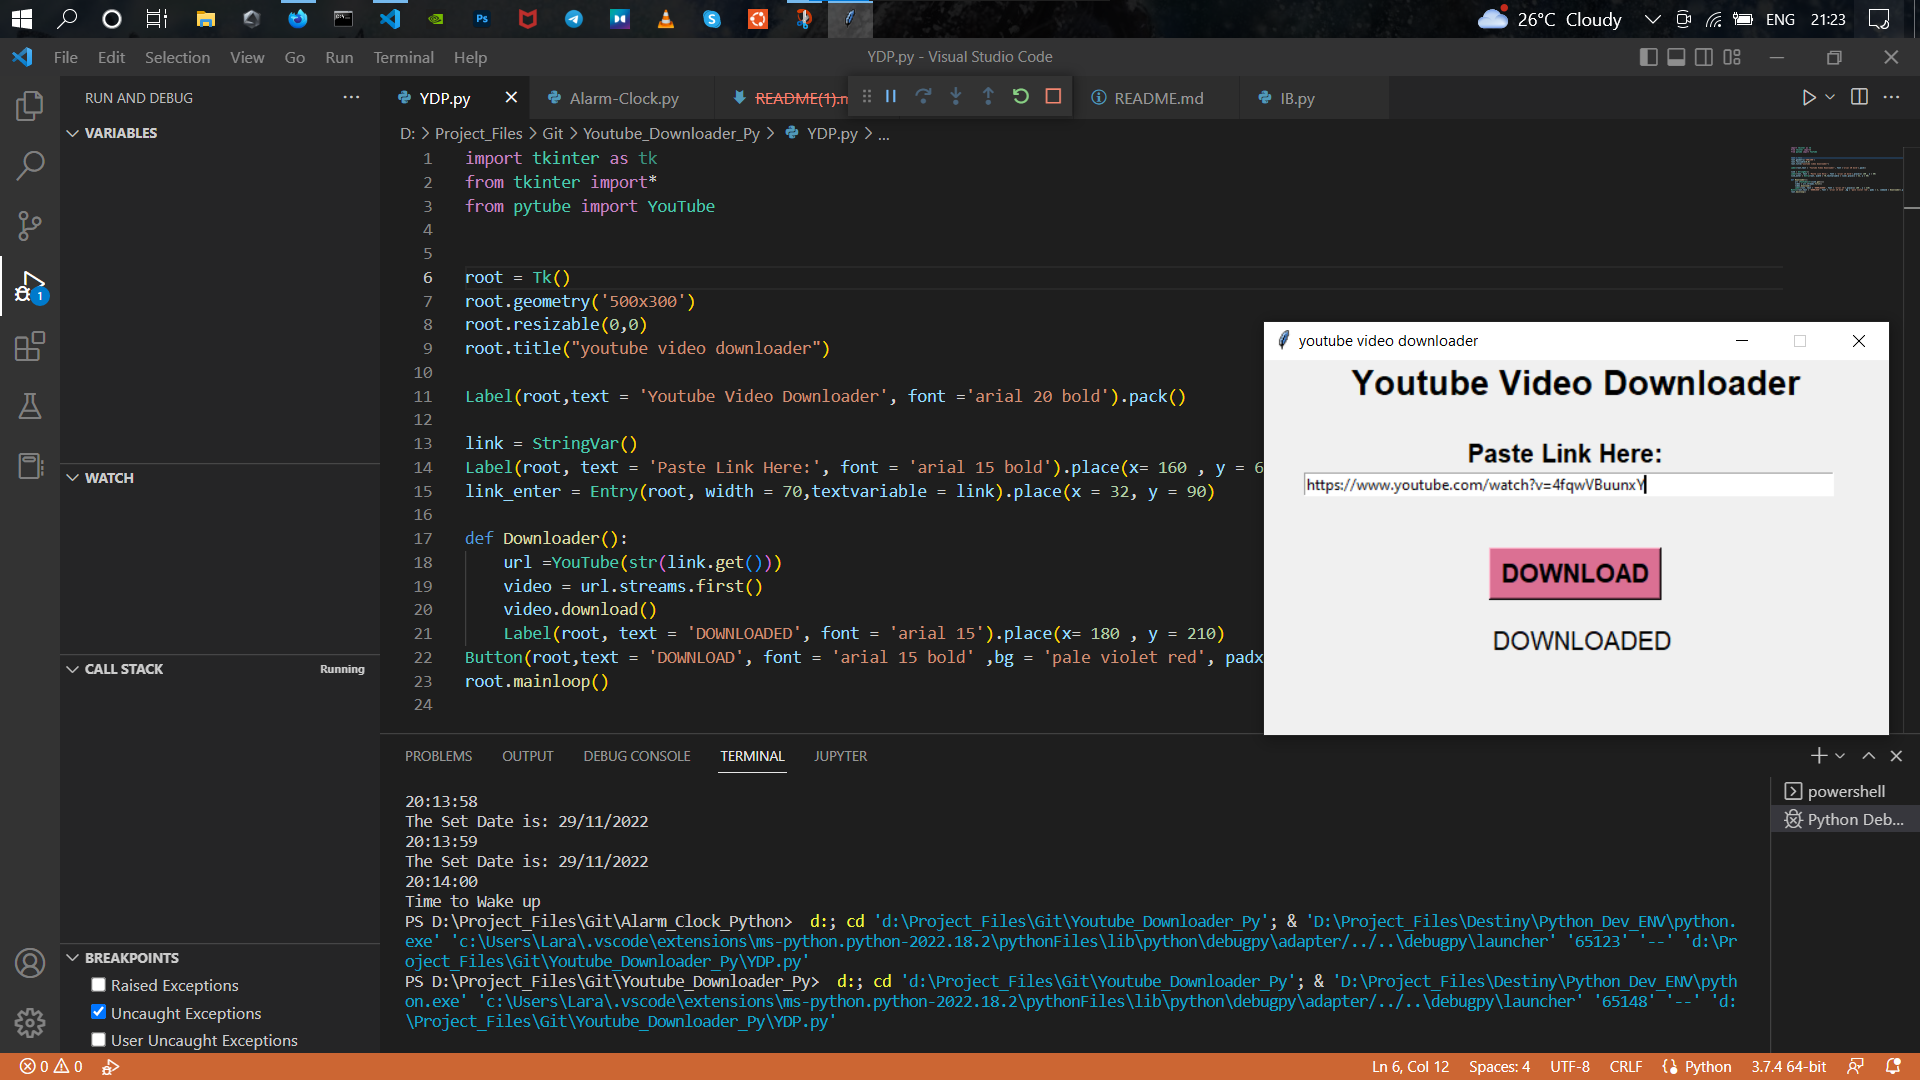 26°C Cloudy ENG 21:23
File Edit Selection View Go Run Terminal Help YDP.py - Visual Studio Code
RUN AND DEBUG
VARIABLES
WATCH
CALL STACK Running
BREAKPOINTS
Raised Exceptions
Uncaught Exceptions
User Uncaught Exceptions
1
YDP.py Alarm-Clock.py README(1).m README.md IB.py
D: > Project_Files > Git > Youtube_Downloader_Py > YDP.py > ...
1 import tkinter as tk
2 from tkinter import*
3 from pytube import YouTube
4
5
6 root = Tk()
7 root.geometry('500x300')
8 root.resizable(0,0)
9 root.title("youtube video downloader")
10
11 Label(root,text = 'Youtube Video Downloader', font ='arial 20 bold').pack()
12
13 link = StringVar()
14 Label(root, text = 'Paste Link Here:', font = 'arial 15 bold').place(x= 160 , y = 6
15 link_enter = Entry(root, width = 70,textvariable = link).place(x = 32, y = 90)
16
17 def Downloader():
18 url =YouTube(str(link.get()))
19 video = url.streams.first()
20 video.download()
21 Label(root, text = 'DOWNLOADED', font = 'arial 15').place(x= 180 , y = 210)
22 Button(root,text = 'DOWNLOAD', font = 'arial 15 bold' ,bg = 'pale violet red', padx
23 root.mainloop()
24
youtube video downloader
Youtube Video Downloader
Paste Link Here:
https://www.youtube.com/watch?v=4fqwVBuunxY
DOWNLOAD
DOWNLOADED
PROBLEMS OUTPUT DEBUG CONSOLE TERMINAL JUPYTER
20:13:58
The Set Date is: 29/11/2022
20:13:59
The Set Date is: 29/11/2022
20:14:00
Time to Wake up
PS D:\Project_Files\Git\Alarm_Clock_Python> d:; cd 'd:\Project_Files\Git\Youtube_Downloader_Py'; & 'D:\Project_Files\Destiny\Python_Dev_ENV\python.
exe' 'c:\Users\Lara\.vscode\extensions\ms-python.python-2022.18.2\pythonFiles\lib\python\debugpy\adapter/../..\debugpy\launcher' '65123' '--' 'd:\Pr
oject_Files\Git\Youtube_Downloader_Py\YDP.py'
PS D:\Project_Files\Git\Youtube_Downloader_Py> d:; cd 'd:\Project_Files\Git\Youtube_Downloader_Py'; & 'D:\Project_Files\Destiny\Python_Dev_ENV\pyth
on.exe' 'c:\Users\Lara\.vscode\extensions\ms-python.python-2022.18.2\pythonFiles\lib\python\debugpy\adapter/../..\debugpy\launcher' '65148' '--' 'd:
\Project_Files\Git\Youtube_Downloader_Py\YDP.py'
powershell
Python Deb...
0 0 Ln 6, Col 12 Spaces: 4 UTF-8 CRLF Python 3.7.4 64-bit